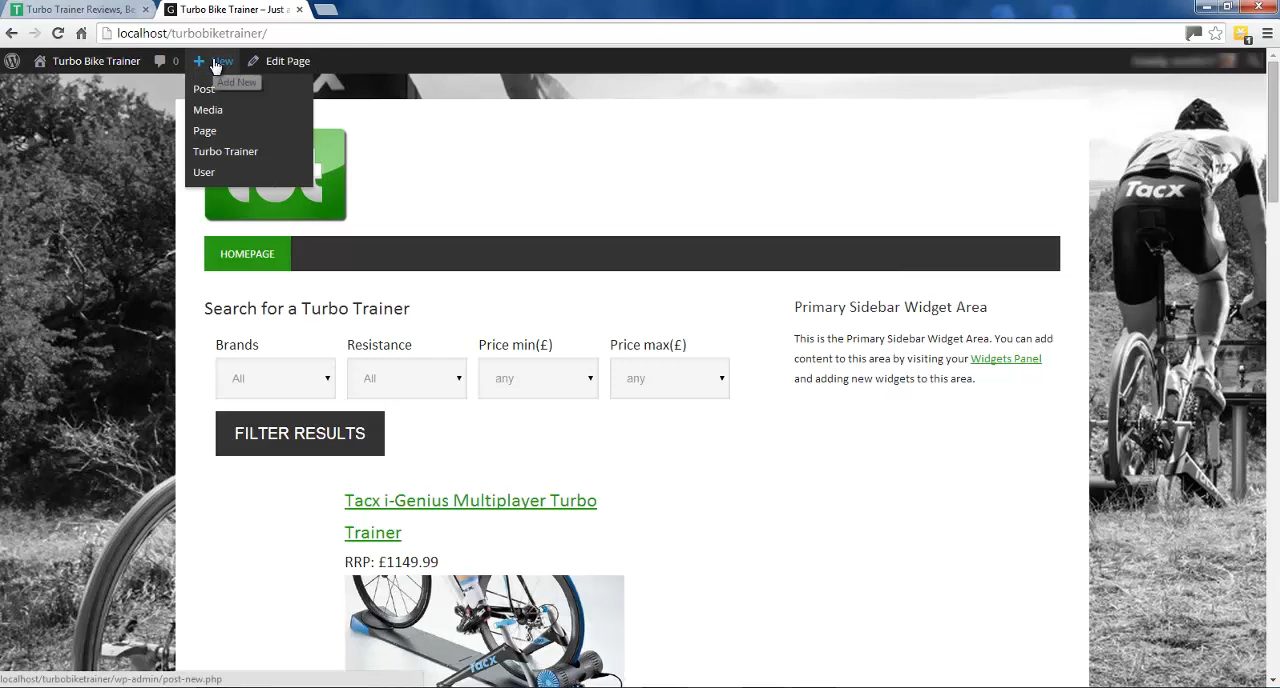 Turbo Trainer Reviews, Be
Turbo Bike Trainer – Just a
localhost/turbobiketrainer/
1
Turbo Bike Trainer 0 New Edit Page
Add New
Post
Media
Page
Turbo Trainer
User
HOMEPAGE
Search for a Turbo Trainer
Brands Resistance Price min(£) Price max(£)
All All any any
FILTER RESULTS
Tacx i-Genius Multiplayer Turbo
Trainer
RRP: £1149.99
Tacx
Primary Sidebar Widget Area
This is the Primary Sidebar Widget Area. You can add
content to this area by visiting your Widgets Panel
and adding new widgets to this area.
Tacx
localhost/turbobiketrainer/wp-admin/post-new.php